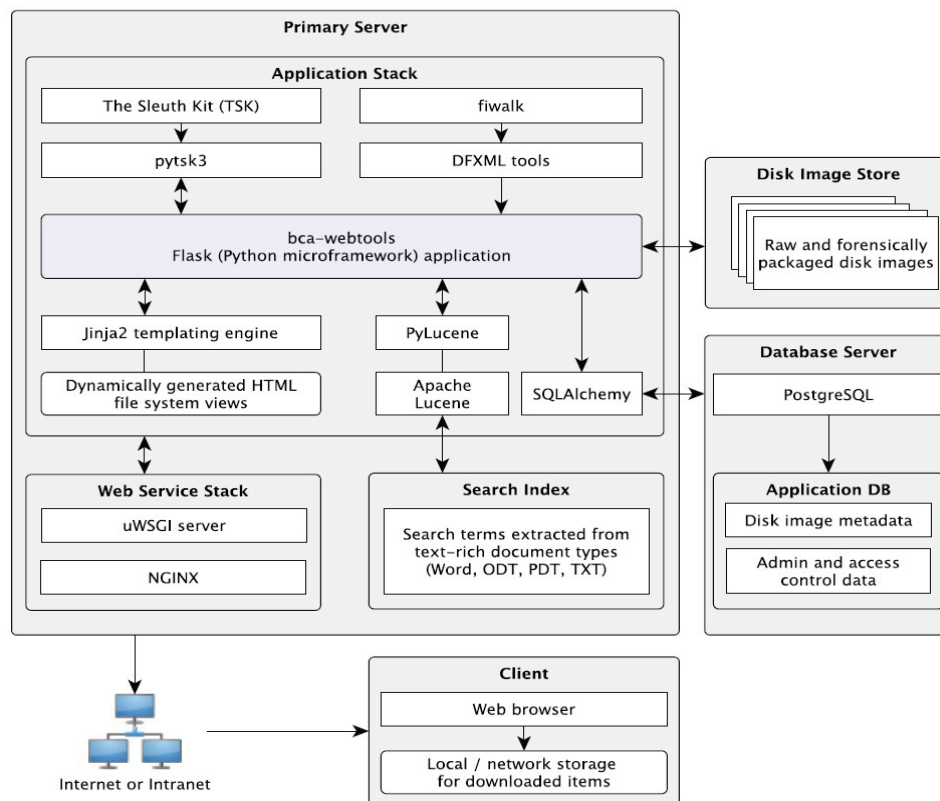 Primary Server
Application Stack
The Sleuth Kit (TSK)
fiwalk
pytsk3
DFXML tools
bca-webtools
Flask (Python microframework) application
Jinja2 templating engine
PyLucene
Dynamically generated HTML
file system views
Apache
Lucene
SQLAlchemy
Disk Image Store
Raw and forensically
packaged disk images
Database Server
PostgreSQL
Application DB
Disk image metadata
Admin and access
control data
Web Service Stack
uWSGI server
NGINX
Search Index
Search terms extracted from
text-rich document types
(Word, ODT, PDT, TXT)
Internet or Intranet
Client
Web browser
Local / network storage
for downloaded items